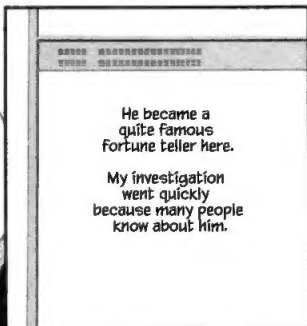 He became a
quite famous
fortune teller here.
My investigation
went quickly
because many people
know about him.